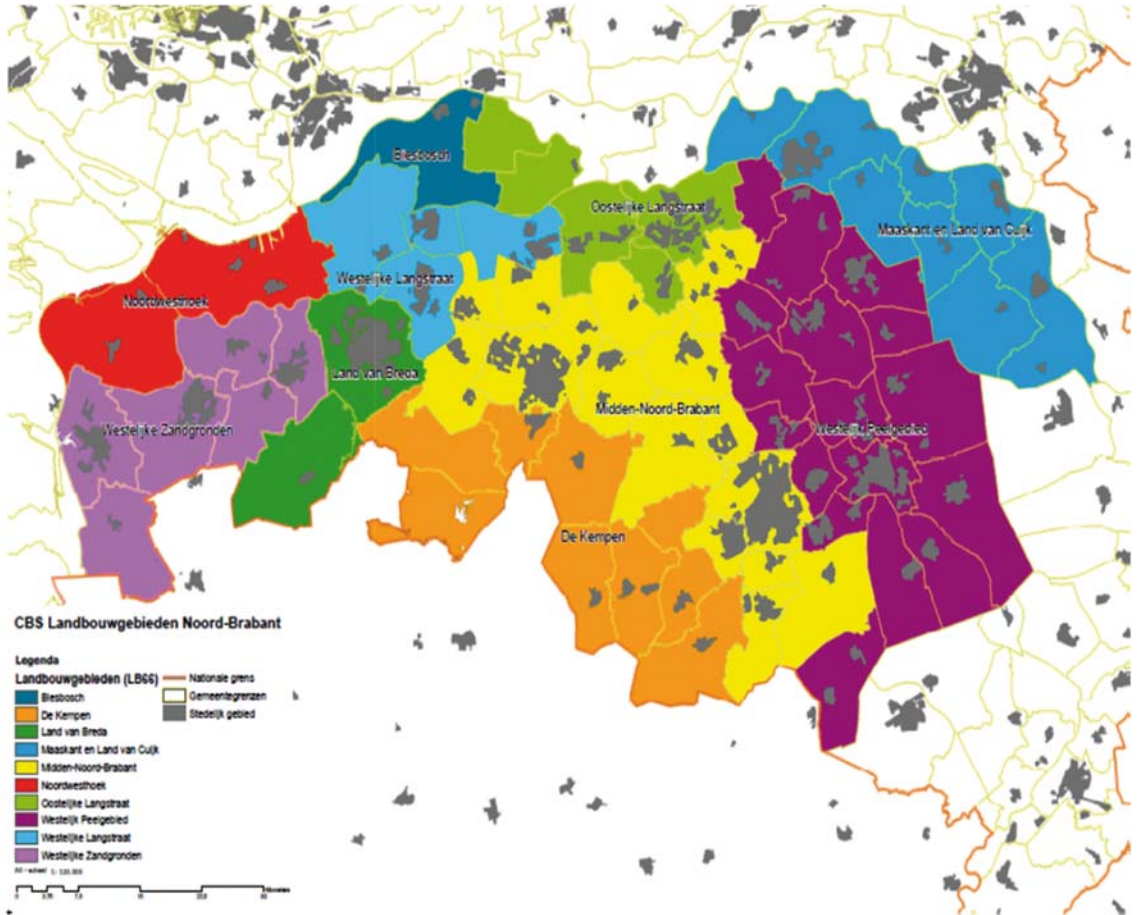 Biesbosch
Oostelijke Langstraat
Maaskant en Land van Cuijk
Westelijke Langstraat
Noordwesthoek
Land van Breda
Midden-Noord-Brabant
Westelijke Zandgronden
Westelijk Peelgebied
De Kempen
CBS Landbouwgebieden Noord-Brabant
Legenda
Landbouwgebieden (LB66)
Biesbosch
De Kempen
Land van Breda
Maaskant en Land van Cuijk
Midden-Noord-Brabant
Noordwesthoek
Oostelijke Langstraat
Westelijk Peelgebied
Westelijke Langstraat
Westelijke Zandgronden
Nationale grens
Gemeentegrenzen
Stedelijk gebied